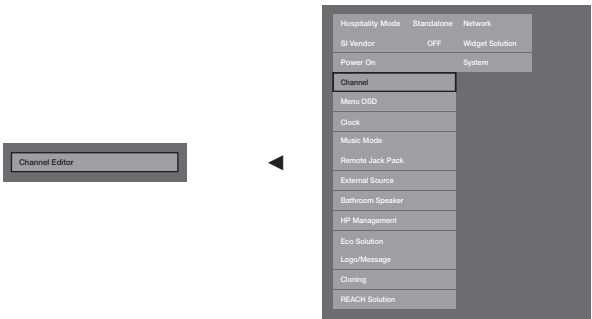 Hospitality Mode Standalone Network
SI Vendor OFF Widget Solution
Power On System
Channel
Menu OSD
Clock
Music Mode
Remote Jack Pack
External Source
Bathroom Speaker
HP Management
Eco Solution
Logo/Message
Cloning
REACH Solution
Channel Editor